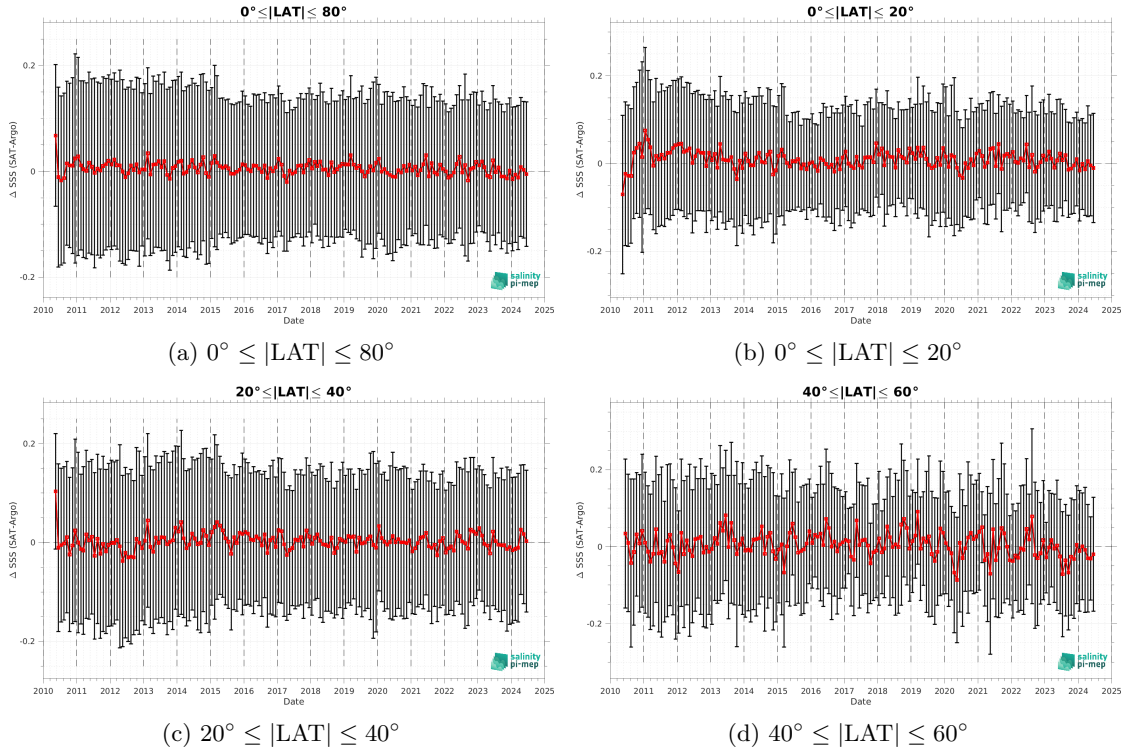 0°≤|LAT|≤ 80°
Δ SSS (SAT-Argo)
0.2
0
-0.2
2010 2011 2012 2013 2014 2015 2016 2017 2018 2019 2020 2021 2022 2023 2024 2025
Date
salinity
pi-mep
(a) 0° ≤ |LAT| ≤ 80°
0°≤|LAT|≤ 20°
Δ SSS (SAT-Argo)
0.2
0
-0.2
2010 2011 2012 2013 2014 2015 2016 2017 2018 2019 2020 2021 2022 2023 2024 2025
Date
salinity
pi-mep
(b) 0° ≤ |LAT| ≤ 20°
20°≤|LAT|≤ 40°
Δ SSS (SAT-Argo)
0.2
0
-0.2
2010 2011 2012 2013 2014 2015 2016 2017 2018 2019 2020 2021 2022 2023 2024 2025
Date
salinity
pi-mep
(c) 20° ≤ |LAT| ≤ 40°
40°≤|LAT|≤ 60°
Δ SSS (SAT-Argo)
0.2
0
-0.2
2010 2011 2012 2013 2014 2015 2016 2017 2018 2019 2020 2021 2022 2023 2024 2025
Date
salinity
pi-mep
(d) 40° ≤ |LAT| ≤ 60°